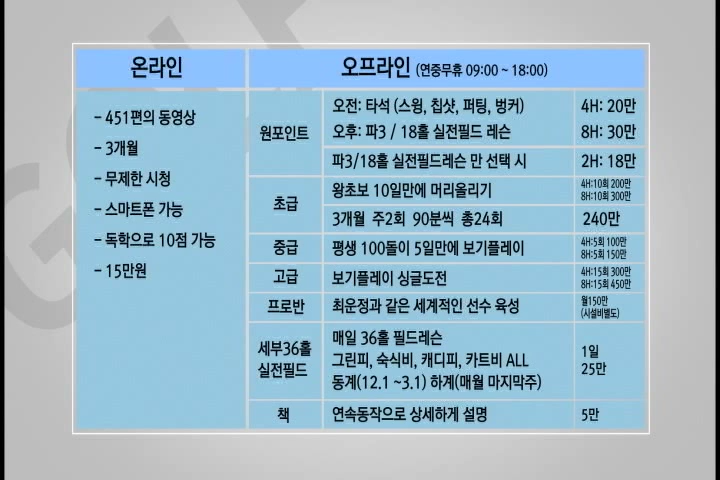 온라인
오프라인 (연중무휴 09:00 ~ 18:00)
- 451편의 동영상
- 3개월
- 무제한 시청
- 스마트폰 가능
- 독학으로 10점 가능
- 15만원
원포인트
오전: 타석 (스윙, 칩샷, 퍼팅, 벙커)
4H: 20만
오후: 파3 / 18홀 실전필드 레슨
8H: 30만
파3/18홀 실전필드레슨 만 선택 시
2H: 18만
초급
왕초보 10일만에 머리올리기
4H:10회 200만
8H:10회 300만
3개월 주2회 90분씩 총24회
240만
중급
평생 100돌이 5일만에 보기플레이
4H:5회 100만
8H:5회 150만
고급
보기플레이 싱글도전
4H:15회 300만
8H:15회 450만
프로반
최운정과 같은 세계적인 선수 육성
월150만
(시설비별도)
세부36홀
실전필드
매일 36홀 필드레슨
그린피, 숙식비, 캐디피, 카트비 ALL
동계(12.1 ~3.1) 하계(매월 마지막주)
1일
25만
책
연속동작으로 상세하게 설명
5만